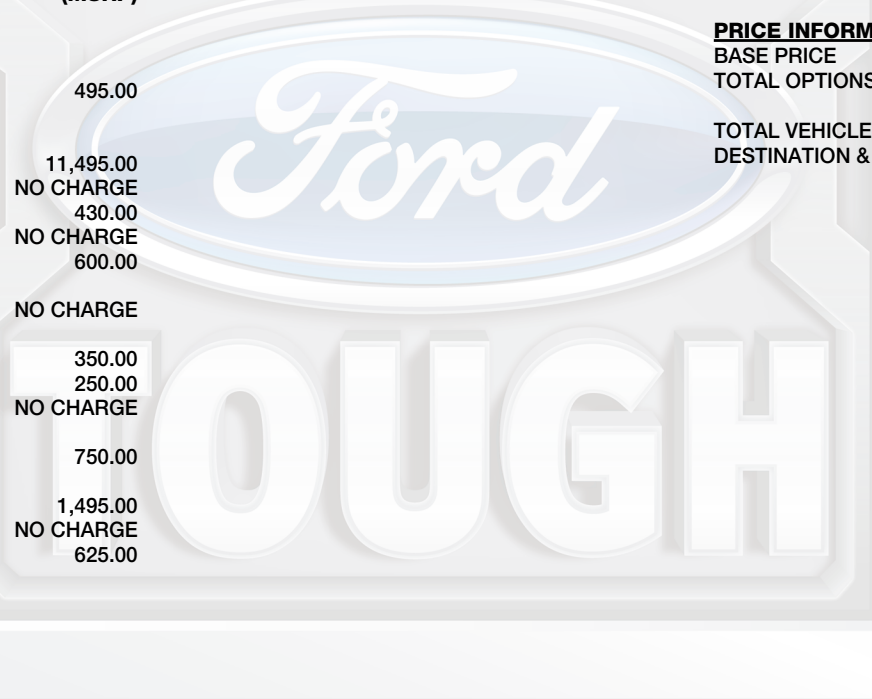 PRICE INFORM
BASE PRICE
TOTAL OPTIONS
TOTAL VEHICLE
DESTINATION &
495.00
11,495.00
NO CHARGE
430.00
NO CHARGE
600.00
NO CHARGE
350.00
250.00
NO CHARGE
750.00
1,495.00
NO CHARGE
625.00
Ford
TOUGH